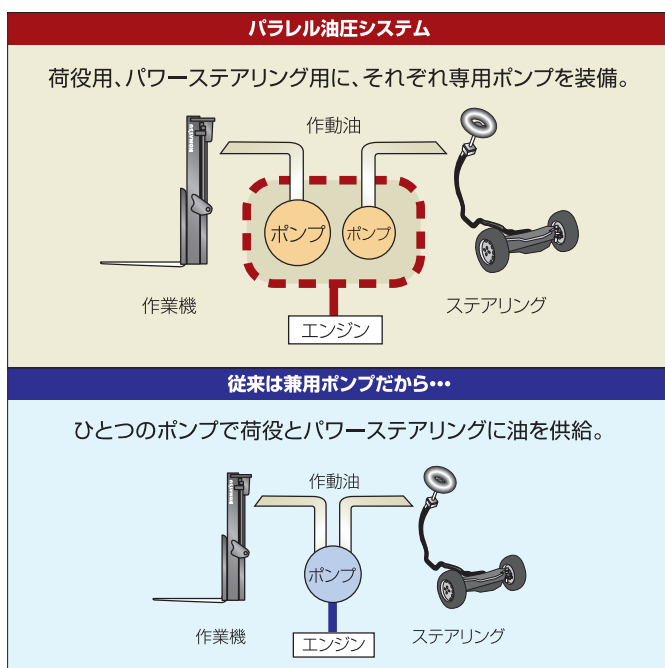 パラレル油圧システム
荷役用、パワーステアリング用に、それぞれ専用ポンプを装備。
作動油
ポンプ
ポンプ
作業機
ステアリング
エンジン
従来は兼用ポンプだから…
ひとつのポンプで荷役とパワーステアリングに油を供給。
作動油
ポンプ
作業機
ステアリング
エンジン